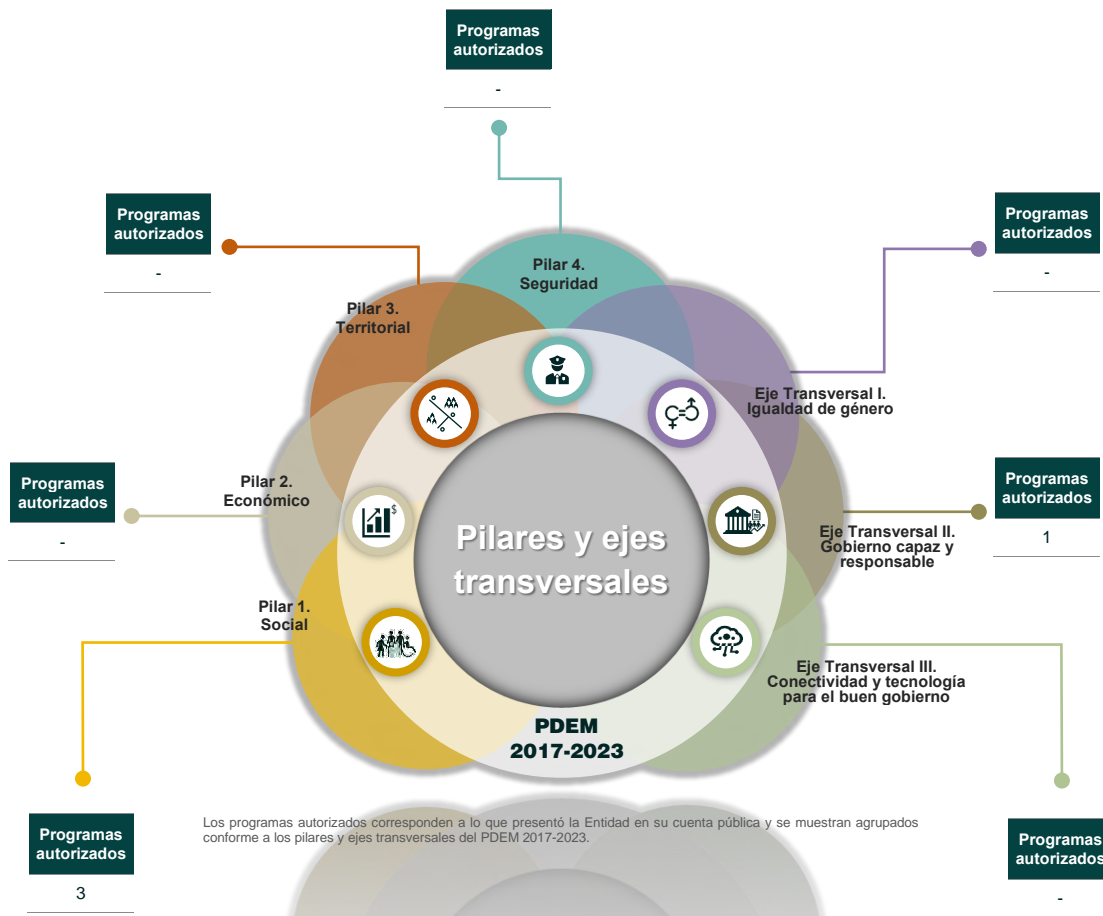 Programas
autorizados
-
Programas
autorizados
-
Programas
autorizados
-
Pilar 4.
Seguridad
Pilar 3.
Territorial
Eje Transversal I.
Igualdad de género
Programas
autorizados
-
Pilar 2.
Económico
$
Programas
autorizados
1
Eje Transversal II.
Gobierno capaz y
responsable
Pilares y ejes
transversales
Pilar 1.
Social
Eje Transversal III.
Conectividad y tecnología
para el buen gobierno
PDEM
2017-2023
Programas
autorizados
3
Los programas autorizados corresponden a lo que presentó la Entidad en su cuenta pública y se muestran agrupados
conforme a los pilares y ejes transversales del PDEM 2017-2023.
Programas
autorizados
-